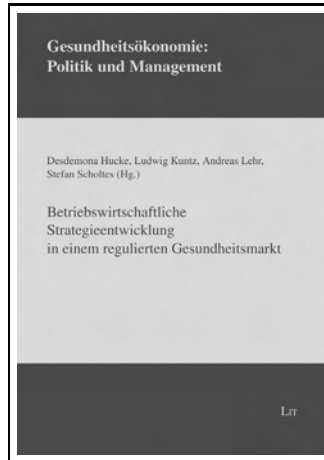 Gesundheitsökonomie:
Politik und Management
Desdemona Hucke, Ludwig Kuntz, Andreas Lehr,
Stefan Scholtes (Hg.)
Betriebswirtschaftliche
Strategieentwicklung
in einem regulierten Gesundheitsmarkt
LIT